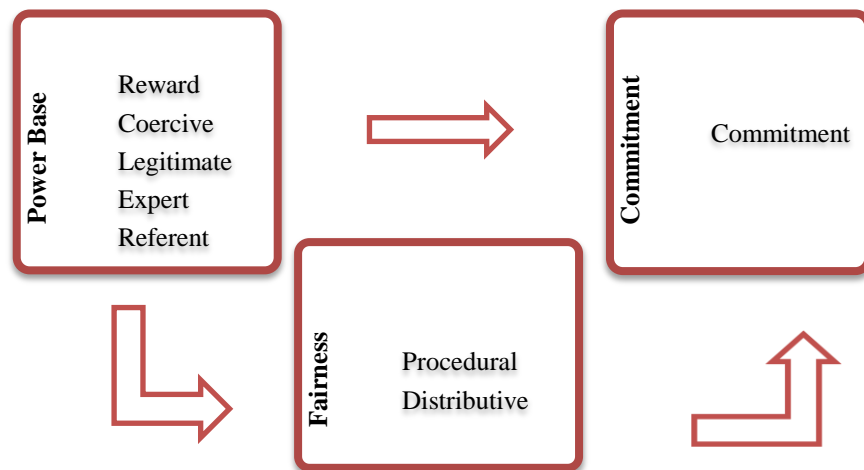 Power Base
Reward
Coercive
Legitimate
Expert
Referent
Commitment
Commitment
Fairness
Procedural
Distributive